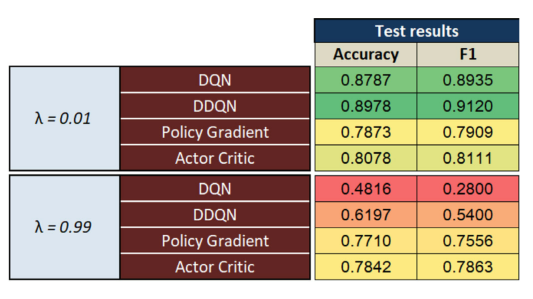 Test results
Accuracy F1
λ = 0.01
DQN 0.8787 0.8935
DDQN 0.8978 0.9120
Policy Gradient 0.7873 0.7909
Actor Critic 0.8078 0.8111
λ = 0.99
DQN 0.4816 0.2800
DDQN 0.6197 0.5400
Policy Gradient 0.7710 0.7556
Actor Critic 0.7842 0.7863